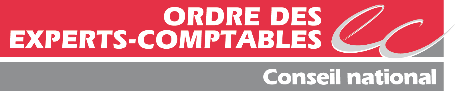 ORDRE DES
EXPERTS-COMPTABLES
Conseil national